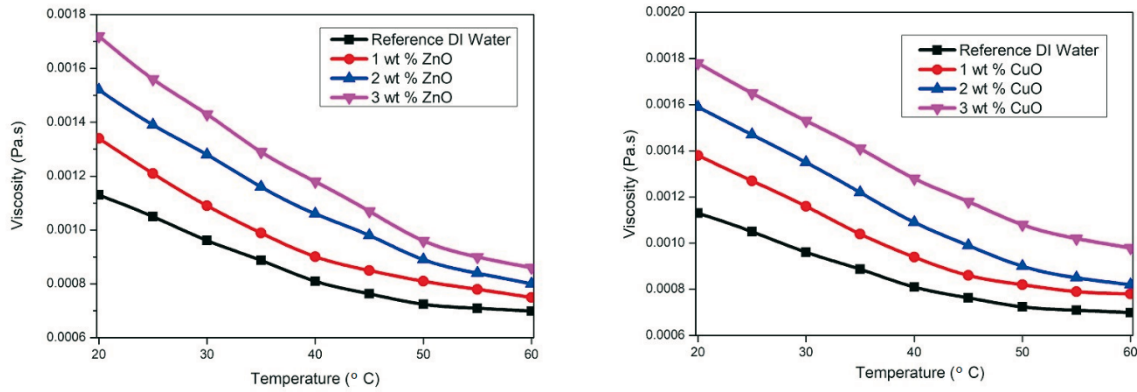 0.0018
0.0016
0.0014
0.0012
0.0010
0.0008
0.0006
Viscosity (Pa.s)
Reference DI Water
1 wt % ZnO
2 wt % ZnO
3 wt % ZnO
20 30 40 50 60
Temperature (° C)
0.0020
0.0018
0.0016
0.0014
0.0012
0.0010
0.0008
0.0006
Viscosity (Pa.s)
Reference DI Water
1 wt % CuO
2 wt % CuO
3 wt % CuO
20 30 40 50 60
Temperature (° C)